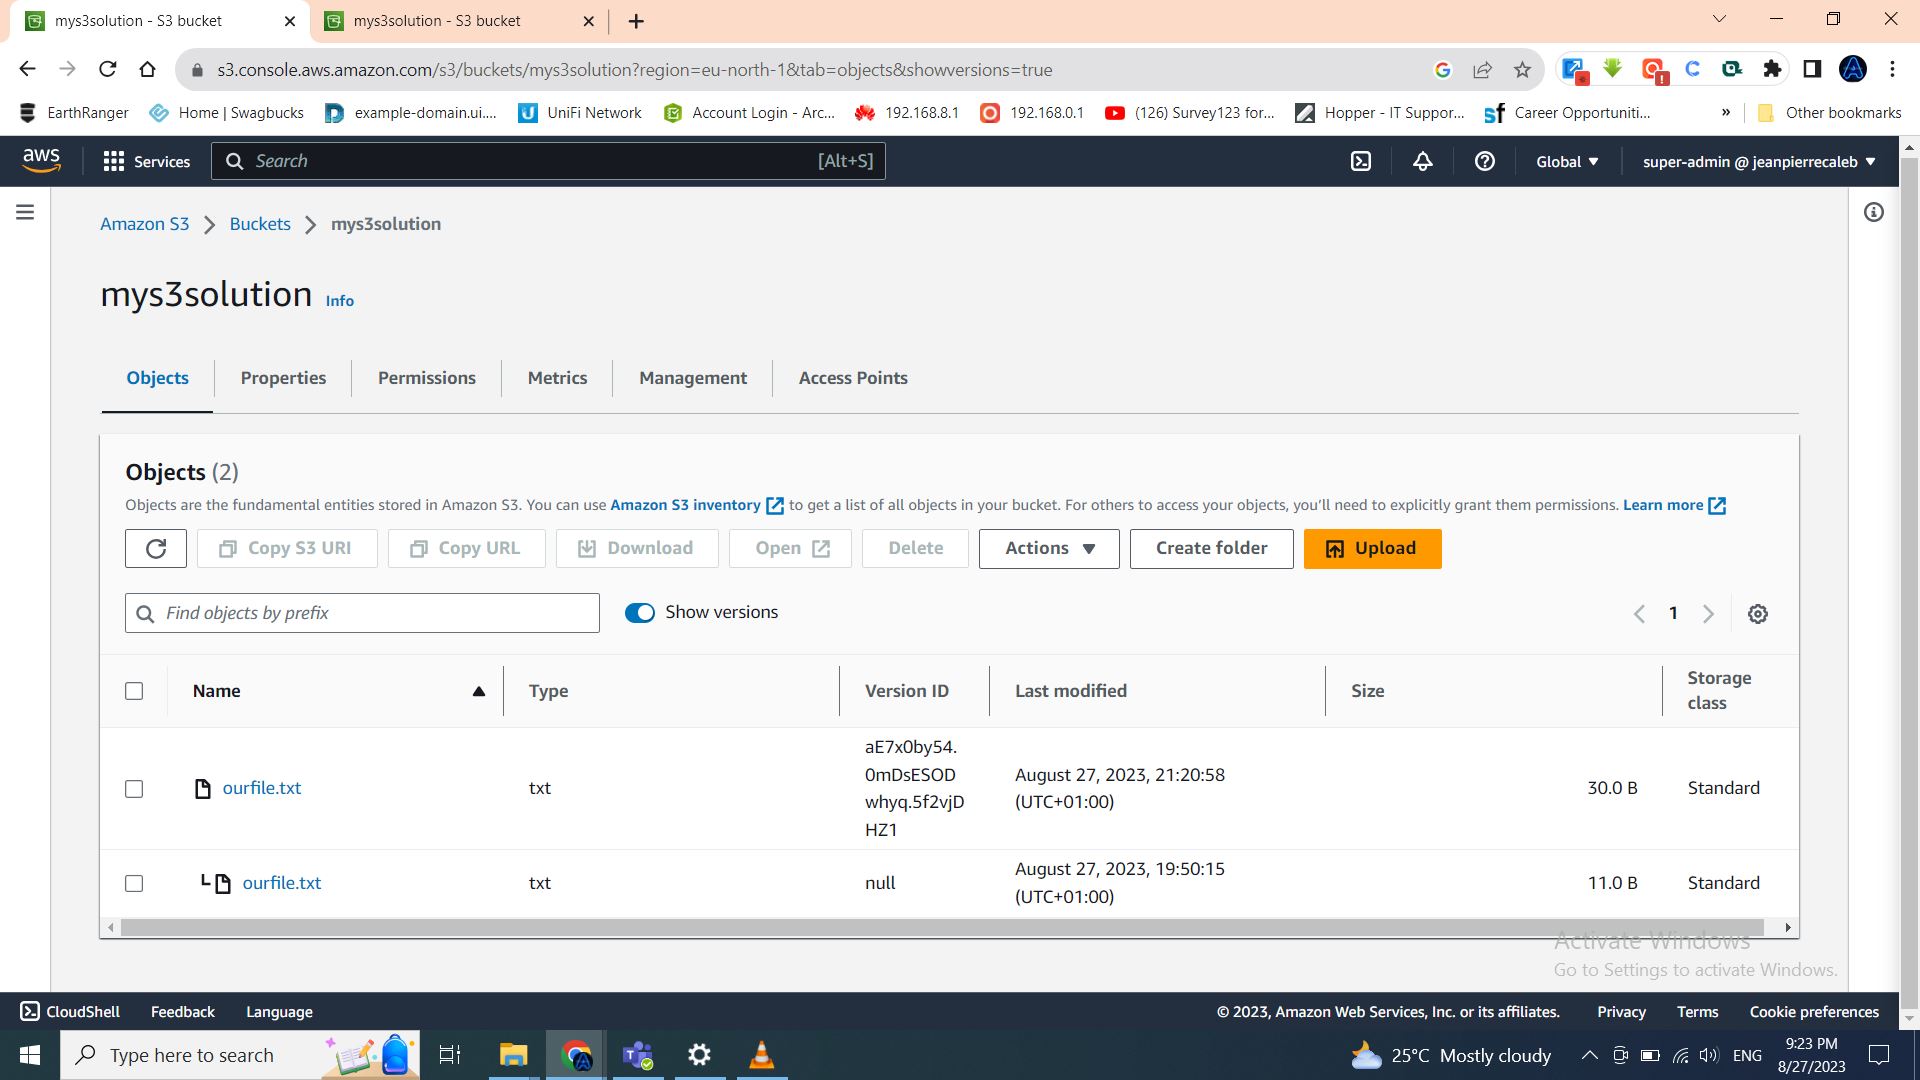 mys3solution - S3 bucket
mys3solution - S3 bucket
s3.console.aws.amazon.com/s3/buckets/mys3solution?region=eu-north-1&tab=objects&showversions=true
EarthRanger
Home | Swagbucks
example-domain.ui....
UniFi Network
Account Login - Arc...
192.168.8.1
192.168.0.1
(126) Survey123 for...
Hopper - IT Suppor...
Career Opportuniti...
»
Other bookmarks
aws
Services
Search
[Alt+S]
Global
super-admin @ jeanpierrecaleb
Amazon S3
Buckets
mys3solution
mys3solution Info
Objects
Properties
Permissions
Metrics
Management
Access Points
Objects (2)
Objects are the fundamental entities stored in Amazon S3. You can use Amazon S3 inventory to get a list of all objects in your bucket. For others to access your objects, you'll need to explicitly grant them permissions. Learn more
Copy S3 URI
Copy URL
Download
Open
Delete
Actions
Create folder
Upload
Find objects by prefix
Show versions
1
Name
Type
Version ID
Last modified
Size
Storage
class
ourfile.txt
txt
aE7x0by54.
0mDsESOD
whyq.5f2vjD
HZ1
August 27, 2023, 21:20:58
(UTC+01:00)
30.0 B
Standard
ourfile.txt
txt
null
August 27, 2023, 19:50:15
(UTC+01:00)
11.0 B
Standard
Activate Windows
Go to Settings to activate Windows.
CloudShell
Feedback
Language
© 2023, Amazon Web Services, Inc. or its affiliates.
Privacy
Terms
Cookie preferences
Type here to search
25°C Mostly cloudy
ENG
9:23 PM
8/27/2023